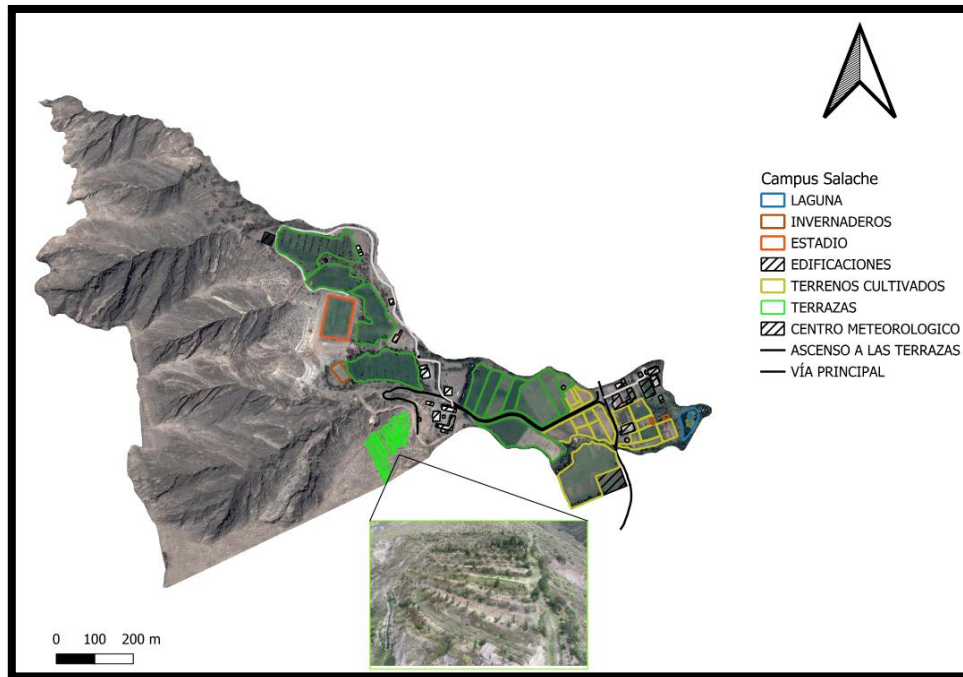 Campus Salache
LAGUNA
INVERNADEROS
ESTADIO
EDIFICACIONES
TERRENOS CULTIVADOS
TERRAZAS
CENTRO METEOROLOGICO
ASCENSO A LAS TERRAZAS
VÍA PRINCIPAL
0 100 200 m